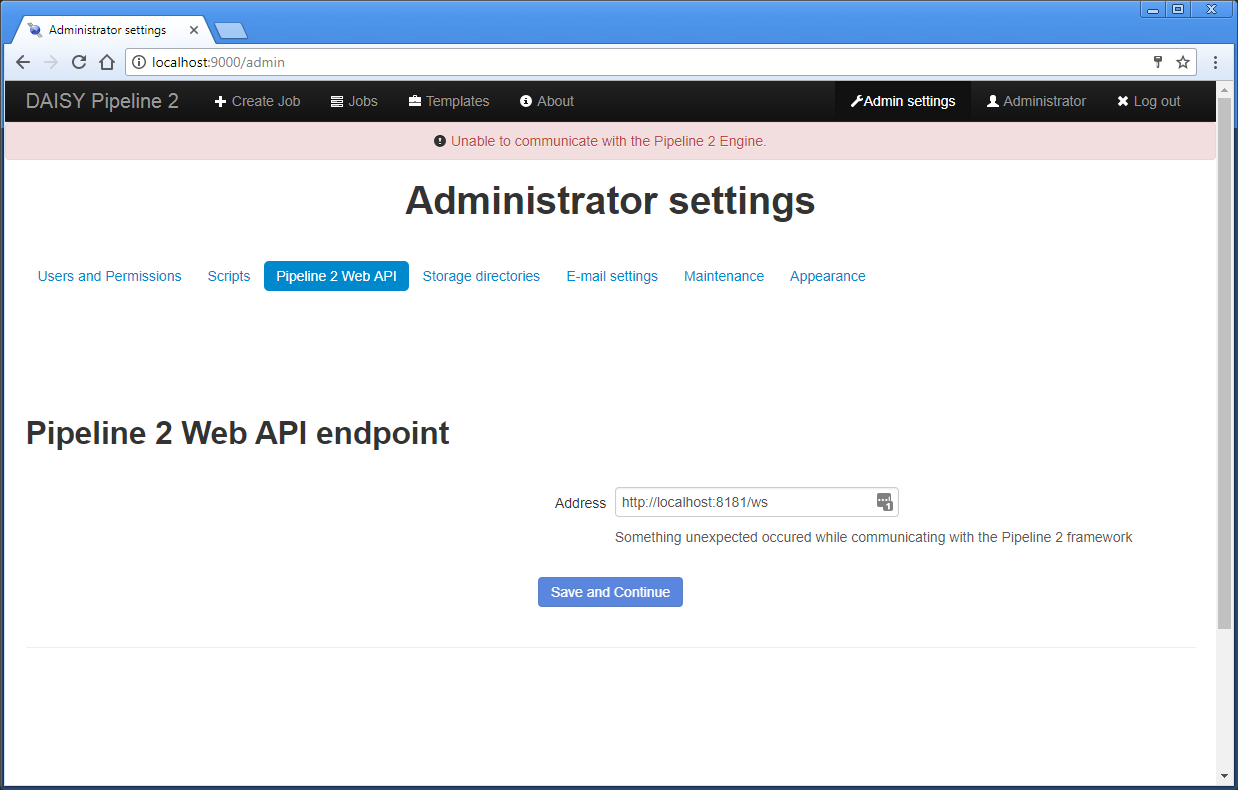 Administrator settings
localhost:9000/admin
DAISY Pipeline 2 Create Job Jobs Templates About Admin settings Administrator Log out
Unable to communicate with the Pipeline 2 Engine.
Administrator settings
Users and Permissions Scripts Pipeline 2 Web API Storage directories E-mail settings Maintenance Appearance
Pipeline 2 Web API endpoint
Address http://localhost:8181/ws 1
Something unexpected occured while communicating with the Pipeline 2 framework
Save and Continue